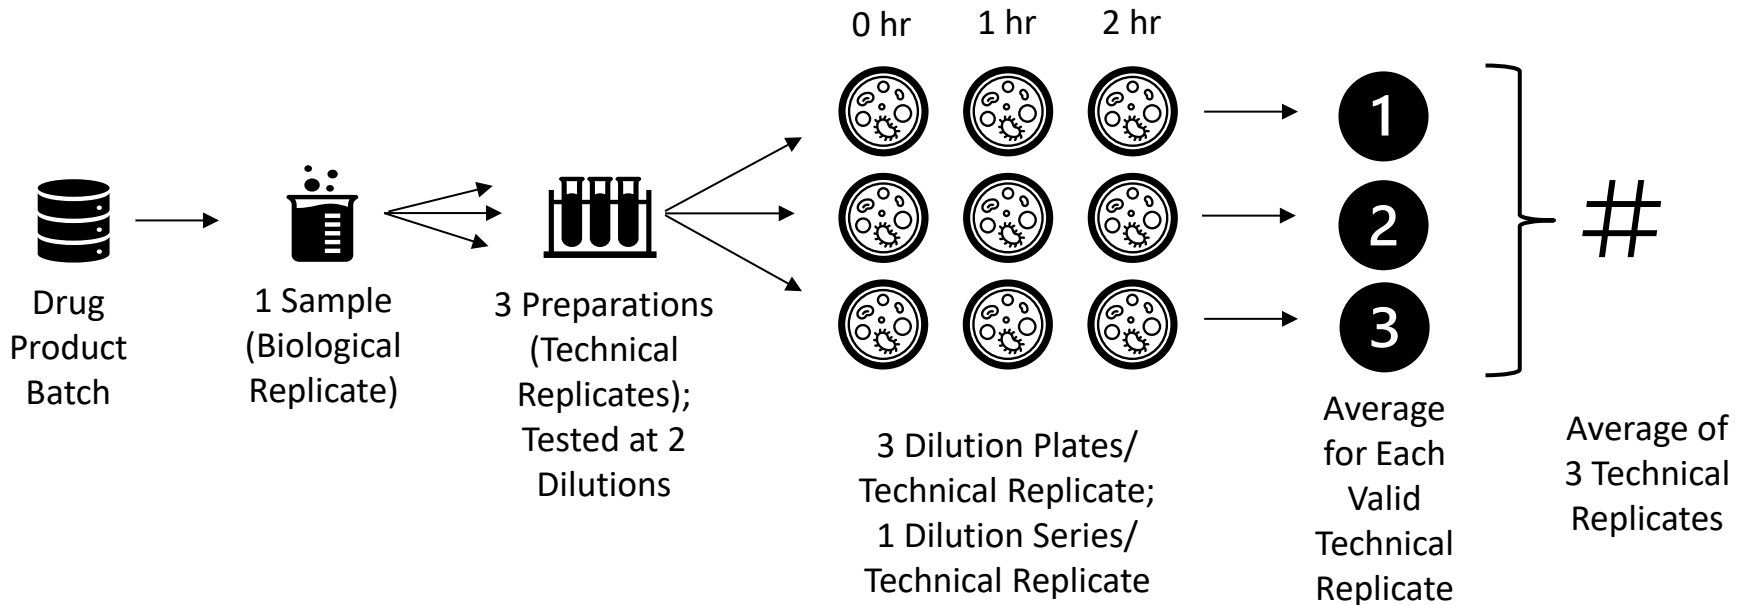 0 hr
1 hr
2 hr
1
2
3
#
Drug
Product
Batch
1 Sample
(Biological
Replicate)
3 Preparations
(Technical
Replicates);
Tested at 2
Dilutions
3 Dilution Plates/
Technical Replicate;
1 Dilution Series/
Technical Replicate
Average
for Each
Valid
Technical
Replicate
Average of
3 Technical
Replicates